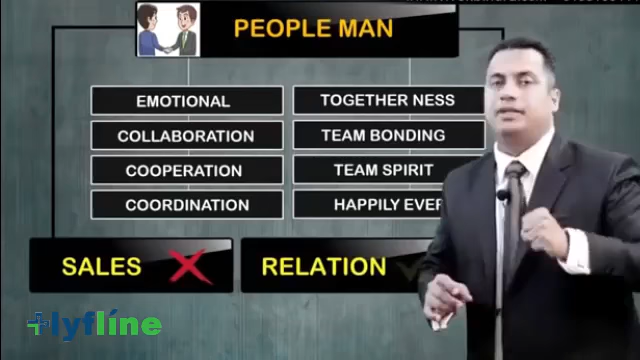 PEOPLE MAN
EMOTIONAL
TOGETHER NESS
COLLABORATION
TEAM BONDING
COOPERATION
TEAM SPIRIT
COORDINATION
HAPPILY EVER
SALES
RELATION
lyfline